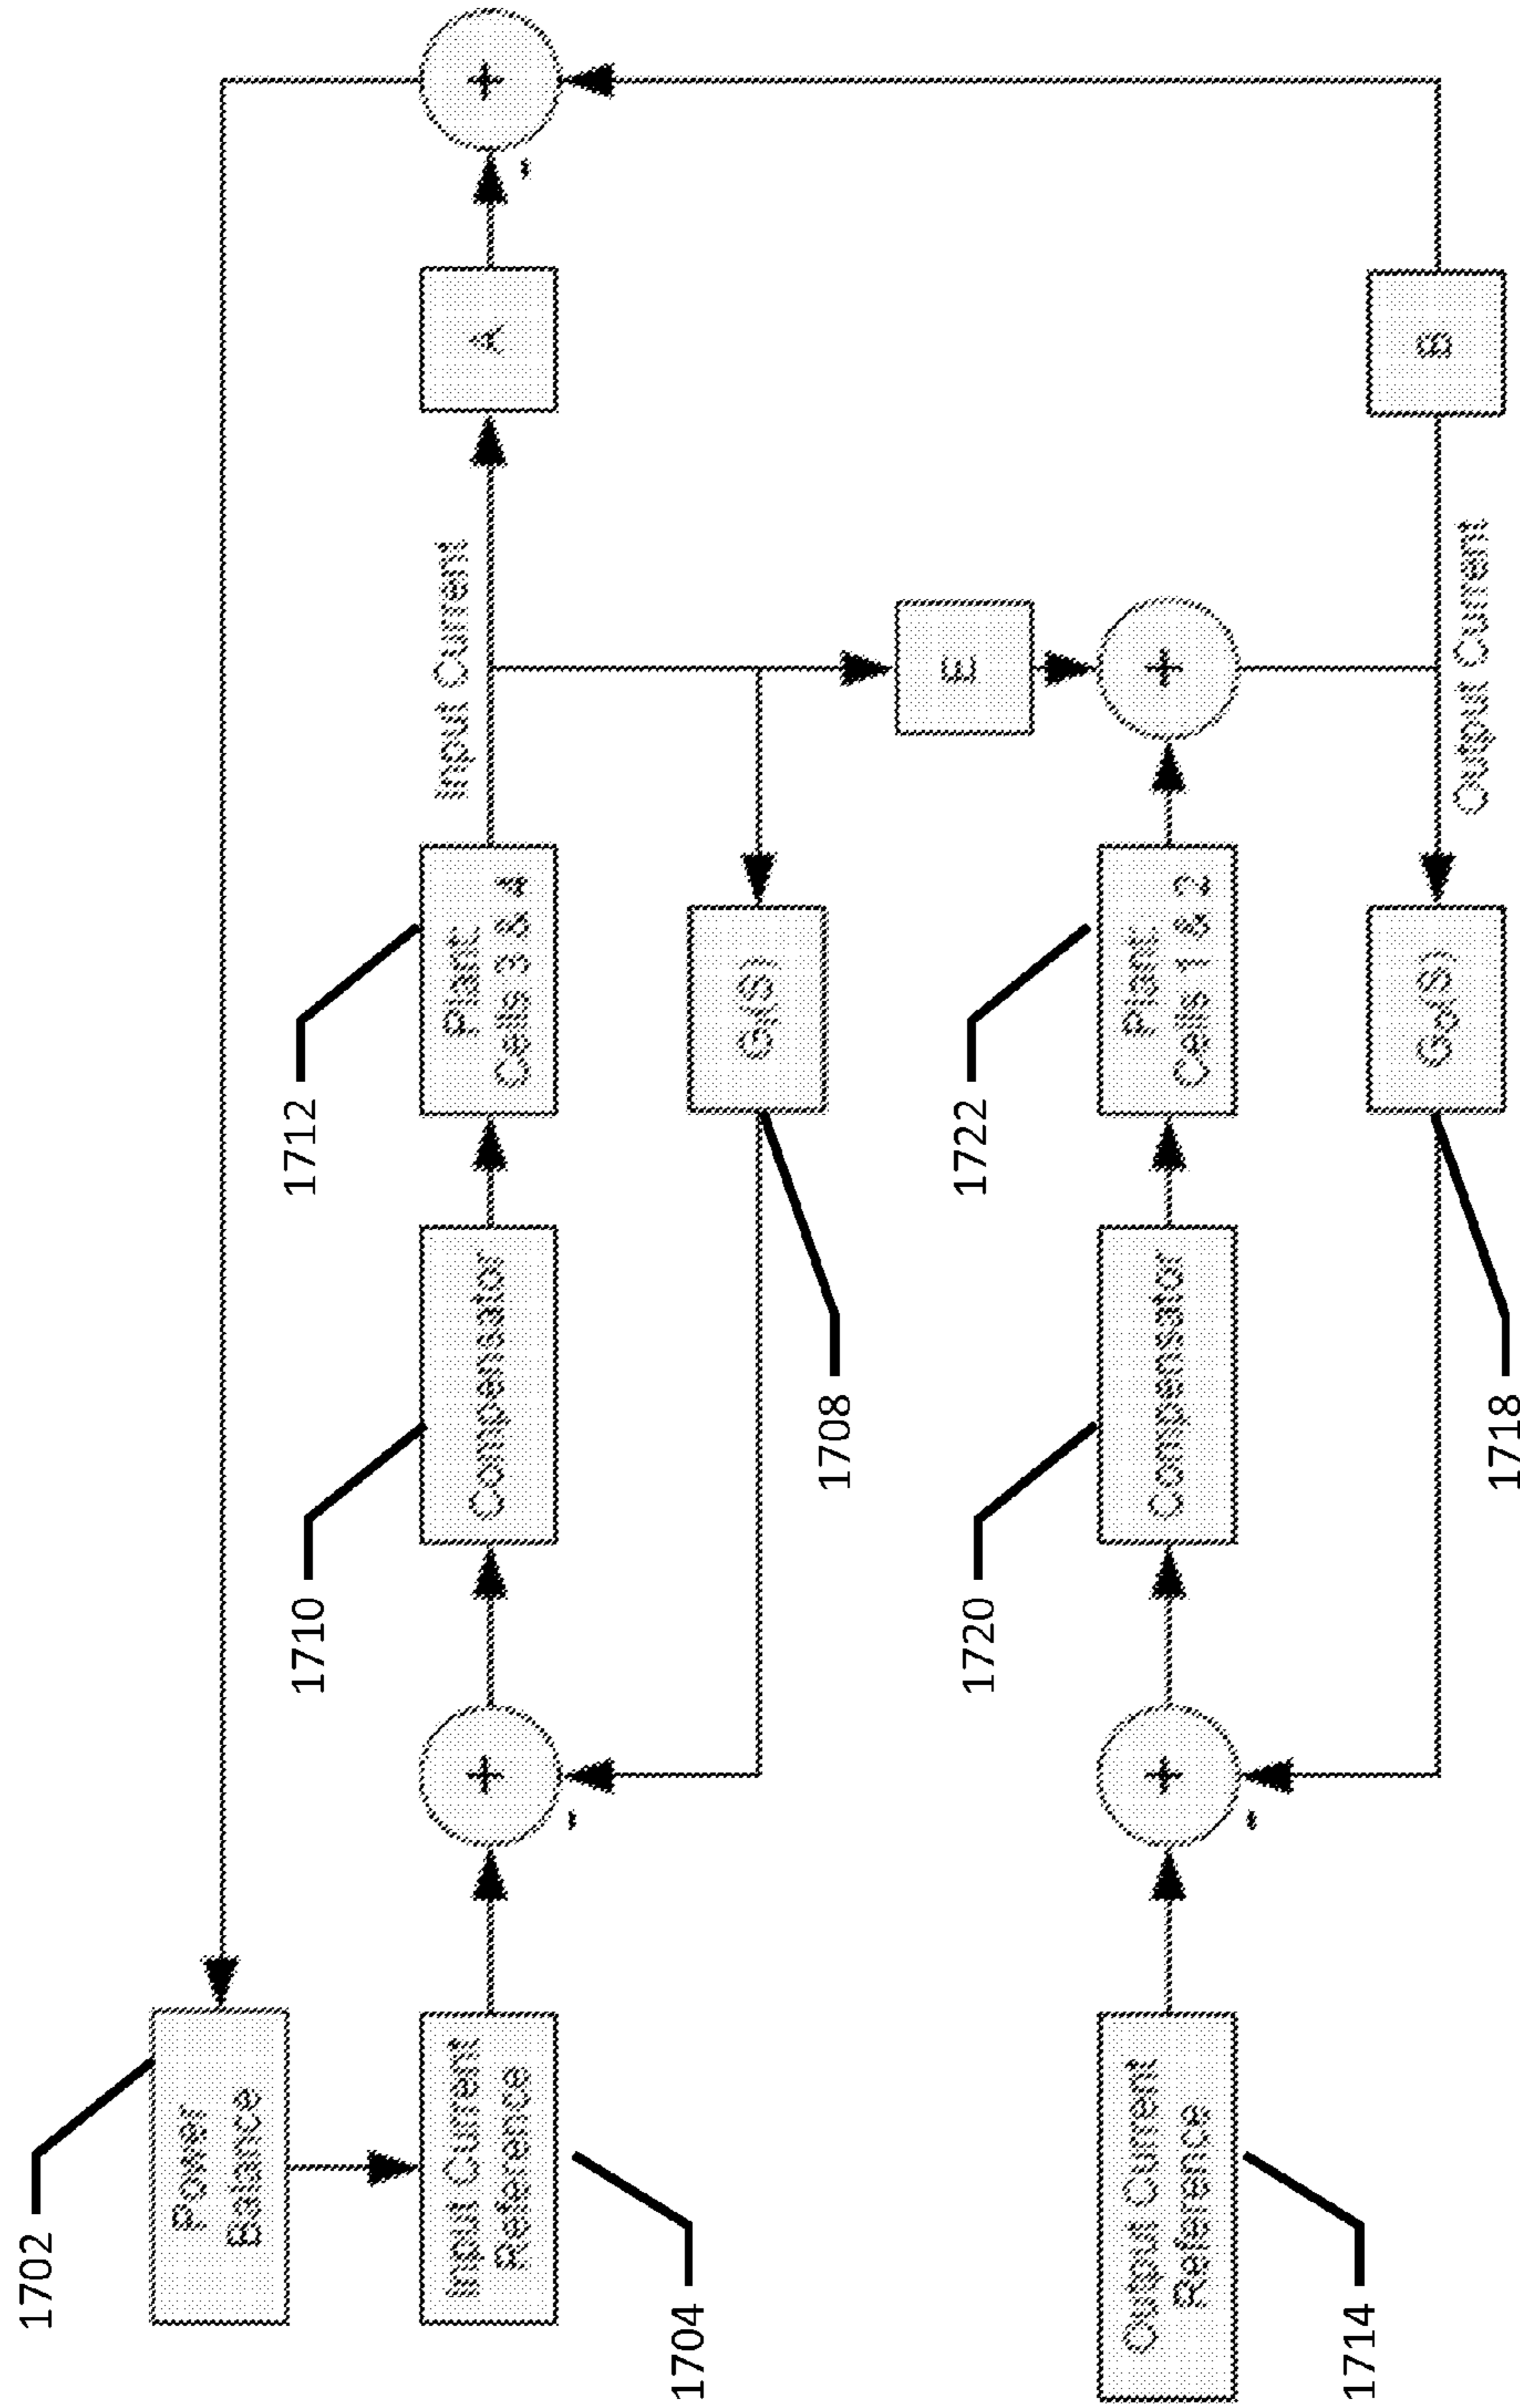 1702
Power
Balance
1704
Input Current
Reference
+
-
1710
Compensator
1712
Plant
Cells 3 & 4
Input Current
A
+
-
1708
Gᵢ(S)
E
1714
Output Current
Reference
+
-
1720
Compensator
1722
Plant
Cells 1 & 2
+
1718
Output Current
B